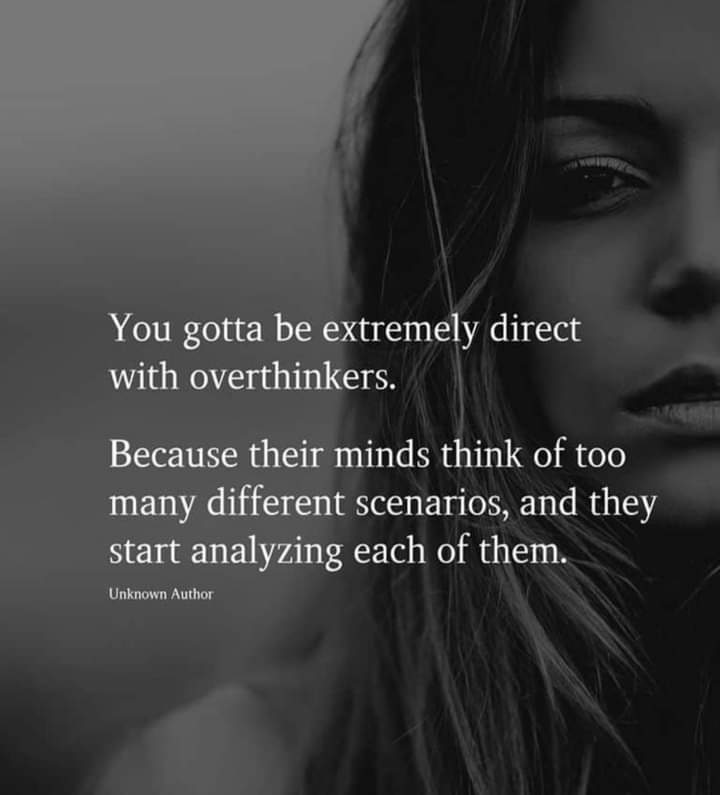 You gotta be extremely direct
with overthinkers.
Because their minds think of too
many different scenarios, and they
start analyzing each of them.
Unknown Author